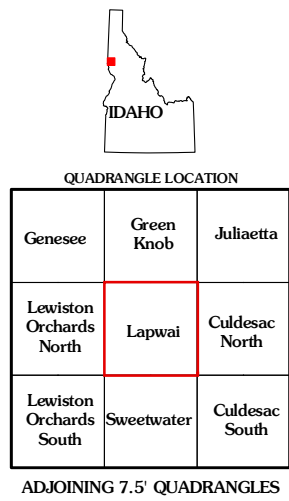 IDAHO
QUADRANGLE LOCATION
Genesee
Green
Knob
Juliaetta
Lewiston
Orchards
North
Lapwai
Culdesac
North
Lewiston
Orchards
South
Sweetwater
Culdesac
South
ADJOINING 7.5' QUADRANGLES